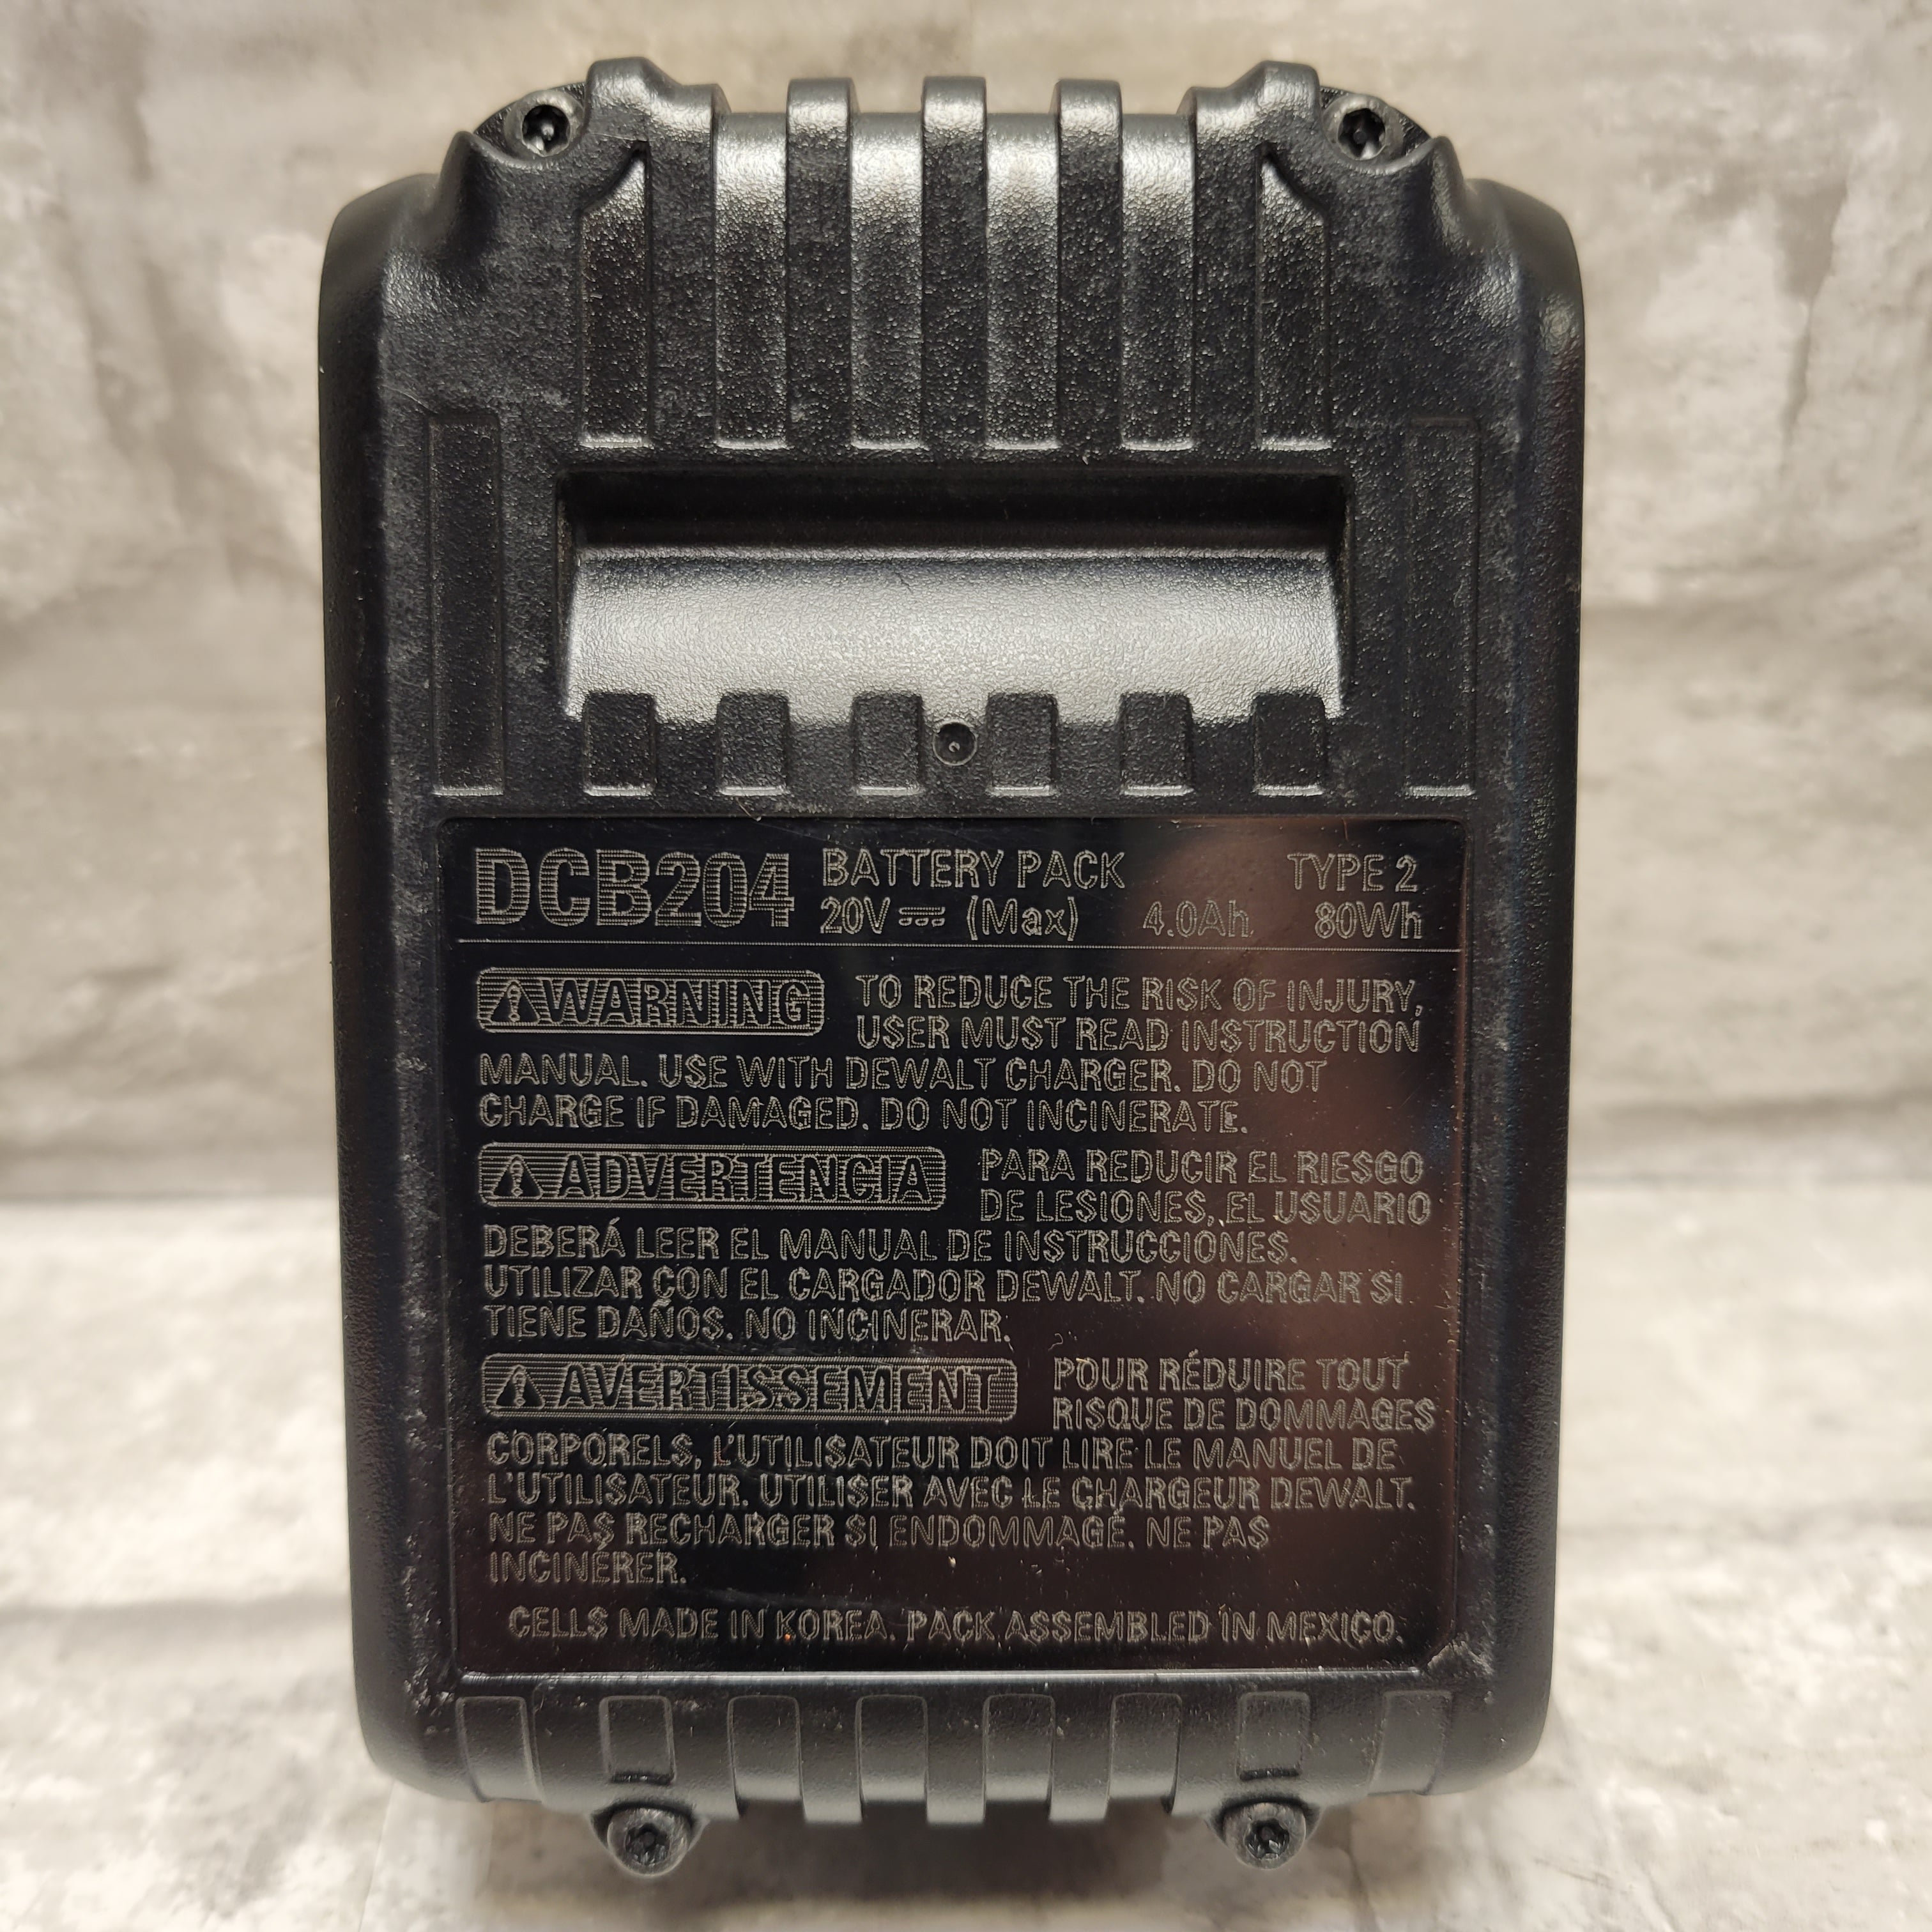 DCB204 BATTERY PACK TYPE 2
20V ⎓ (Max) 4.0Ah 80Wh
⚠WARNING TO REDUCE THE RISK OF INJURY,
USER MUST READ INSTRUCTION
MANUAL. USE WITH DEWALT CHARGER. DO NOT
CHARGE IF DAMAGED. DO NOT INCINERATE.
⚠ADVERTENCIA PARA REDUCIR EL RIESGO
DE LESIONES, EL USUARIO
DEBERÁ LEER EL MANUAL DE INSTRUCCIONES.
UTILIZAR CON EL CARGADOR DEWALT. NO CARGAR SI
TIENE DAÑOS. NO INCINERAR.
⚠AVERTISSEMENT POUR RÉDUIRE TOUT
RISQUE DE DOMMAGES
CORPORELS, L'UTILISATEUR DOIT LIRE LE MANUEL DE
L'UTILISATEUR. UTILISER AVEC LE CHARGEUR DEWALT.
NE PAS RECHARGER SI ENDOMMAGÉ. NE PAS
INCINÉRER.
CELLS MADE IN KOREA. PACK ASSEMBLED IN MEXICO.